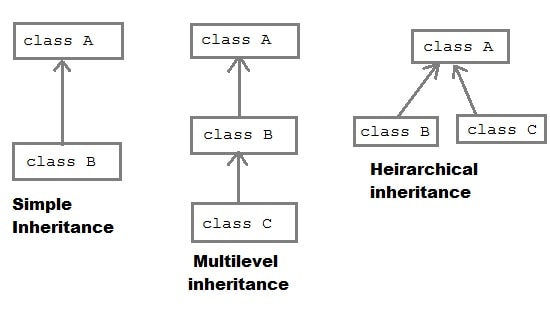 class A
class B
Simple
Inheritance
class A
class B
class C
Multilevel
inheritance
class A
class B
class C
Heirarchical
inheritance